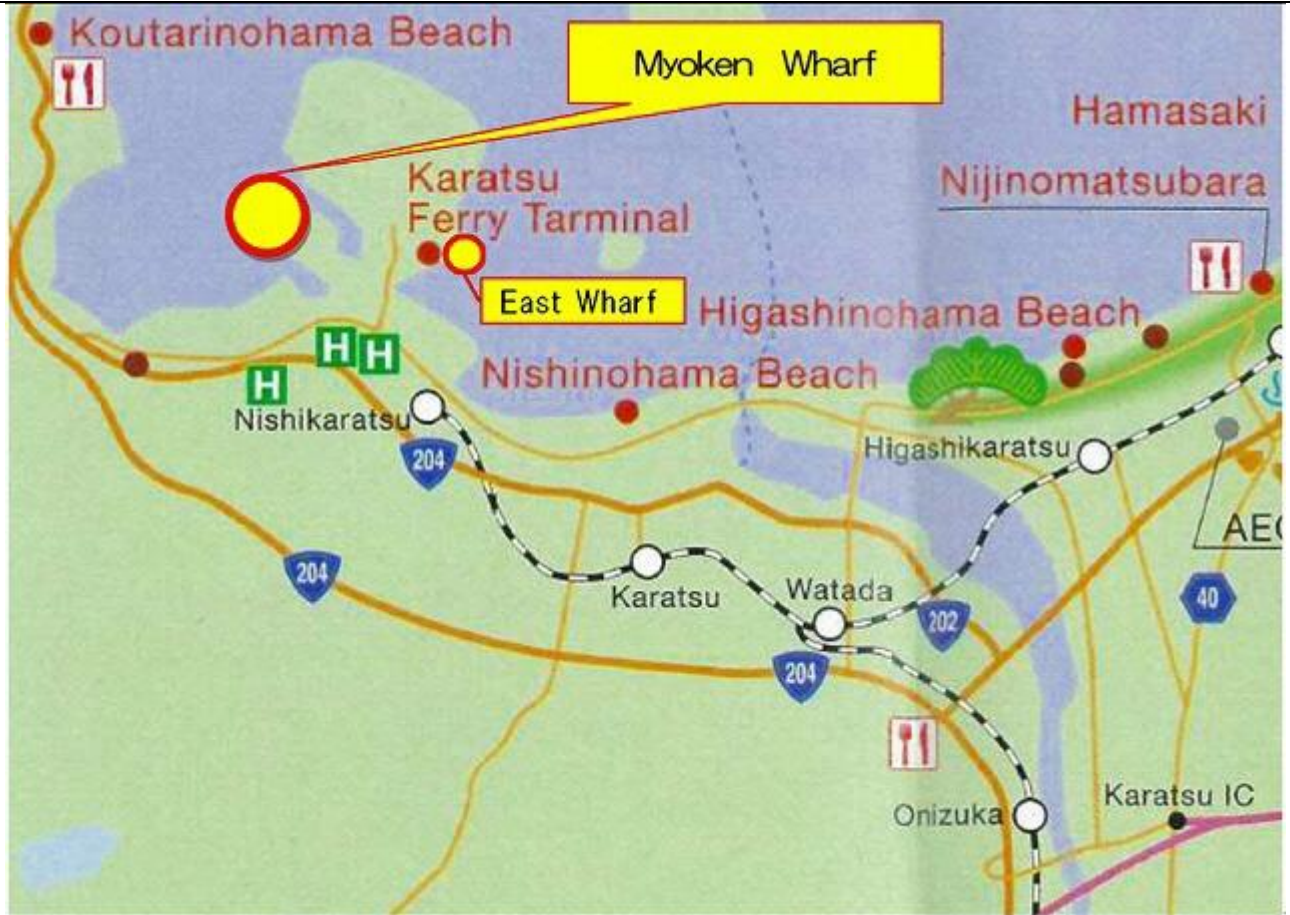 Koutarinohama Beach
Myoken Wharf
Hamasaki
Karatsu
Ferry Tarminal
Nijinomatsubara
East Wharf
Higashinohama Beach
H
H
H
Nishinohama Beach
Nishikaratsu
204
Higashikaratsu
AEO
204
Karatsu
Watada
202
40
204
Onizuka
Karatsu IC